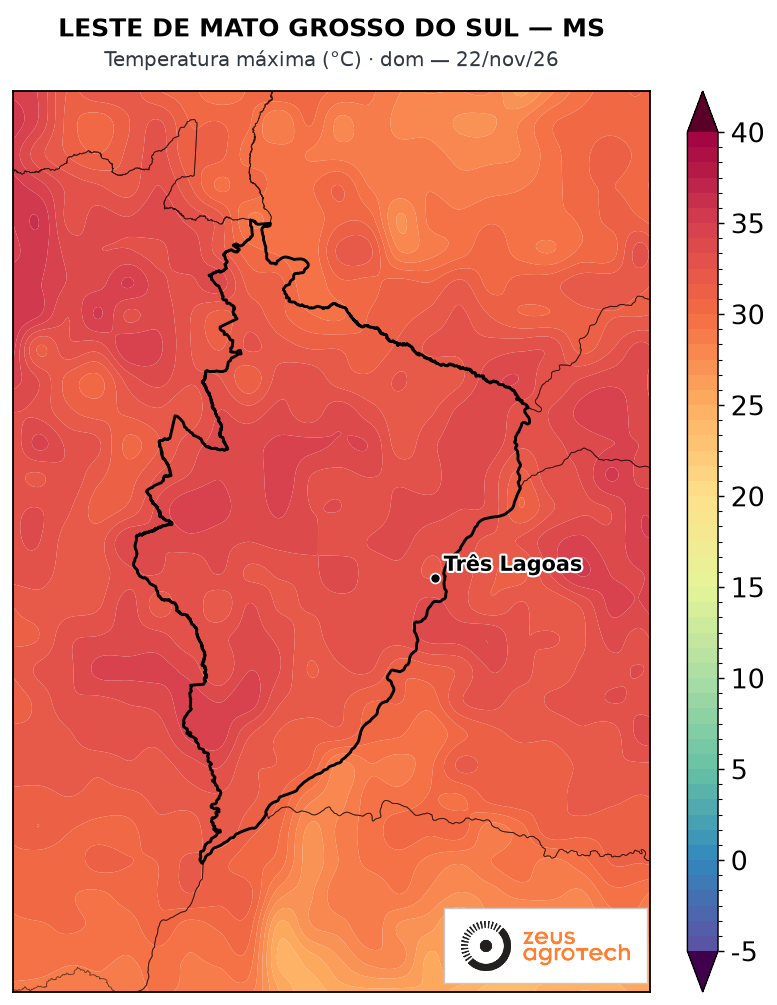 LESTE DE MATO GROSSO DO SUL — MS
Temperatura máxima (°C) · dom — 22/nov/26
40
35
30
25
20
15
10
5
0
-5
Três Lagoas
zeus
agrotech